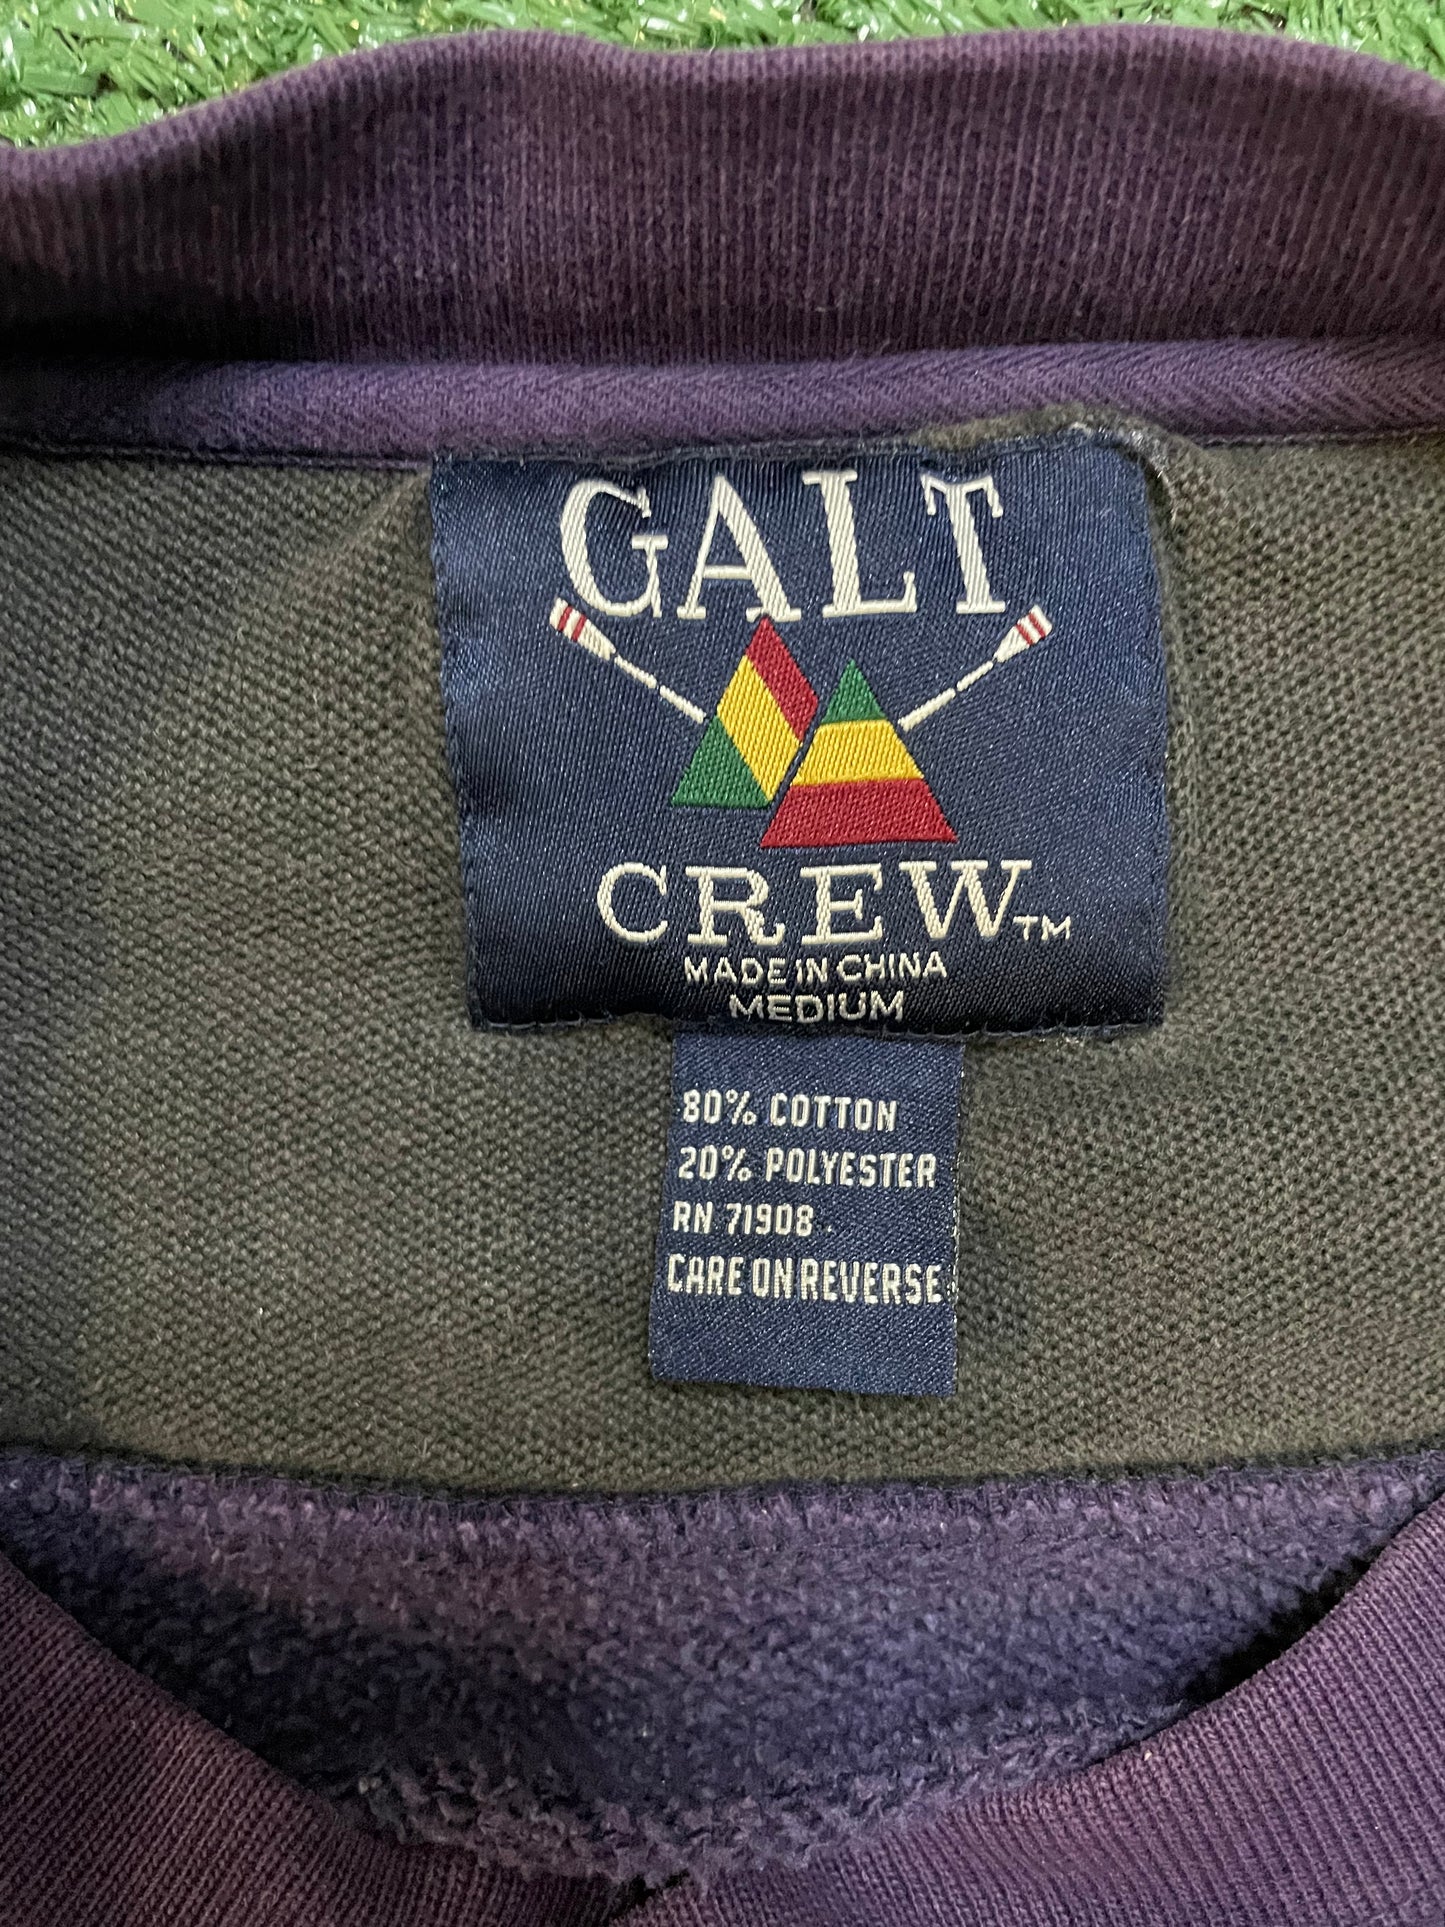 GALT
CREW™
MADE IN CHINA
MEDIUM
80% COTTON
20% POLYESTER
RN 71908
CARE ON REVERSE